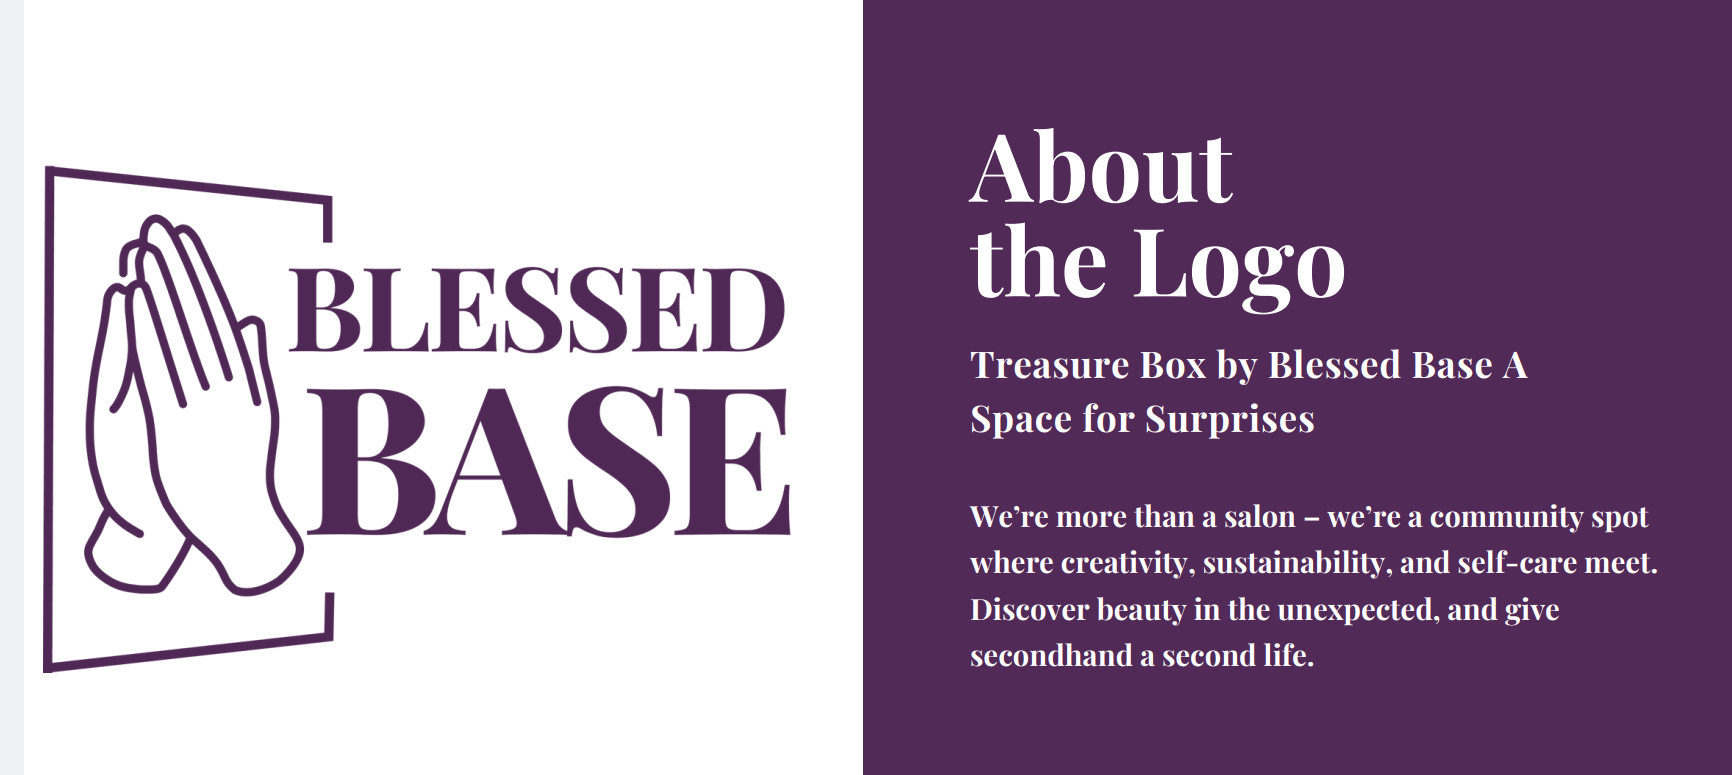 BLESSED
BASE
About
the Logo
Treasure Box by Blessed Base A
Space for Surprises
We’re more than a salon – we’re a community spot
where creativity, sustainability, and self-care meet.
Discover beauty in the unexpected, and give
secondhand a second life.